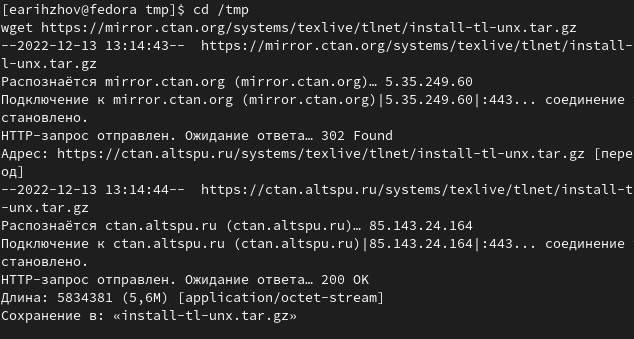 [earihzhov@fedora tmp]$ cd /tmp
wget https://mirror.ctan.org/systems/texlive/tlnet/install-tl-unx.tar.gz
--2022-12-13 13:14:43--  https://mirror.ctan.org/systems/texlive/tlnet/install-
l-unx.tar.gz
Распознаётся mirror.ctan.org (mirror.ctan.org)… 5.35.249.60
Подключение к mirror.ctan.org (mirror.ctan.org)|5.35.249.60|:443... соединение
становлено.
HTTP-запрос отправлен. Ожидание ответа… 302 Found
Адрес: https://ctan.altspu.ru/systems/texlive/tlnet/install-tl-unx.tar.gz [пере
од]
--2022-12-13 13:14:44--  https://ctan.altspu.ru/systems/texlive/tlnet/install-t
-unx.tar.gz
Распознаётся ctan.altspu.ru (ctan.altspu.ru)… 85.143.24.164
Подключение к ctan.altspu.ru (ctan.altspu.ru)|85.143.24.164|:443... соединение
становлено.
HTTP-запрос отправлен. Ожидание ответа… 200 OK
Длина: 5834381 (5,6M) [application/octet-stream]
Сохранение в: «install-tl-unx.tar.gz»